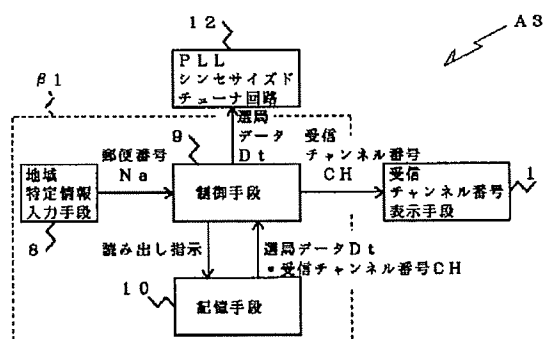 12
A3
PLL
シンセサイズド
チューナ回路
β1
選局
データ
Dt
9
受信
チャンネル番号
CH
郵便番号
Na
地域
特定情報
入力手段
8
制御手段
受信
チャンネル番号
表示手段
1
読み出し指示
選局データDt
・受信チャンネル番号CH
10
記憶手段